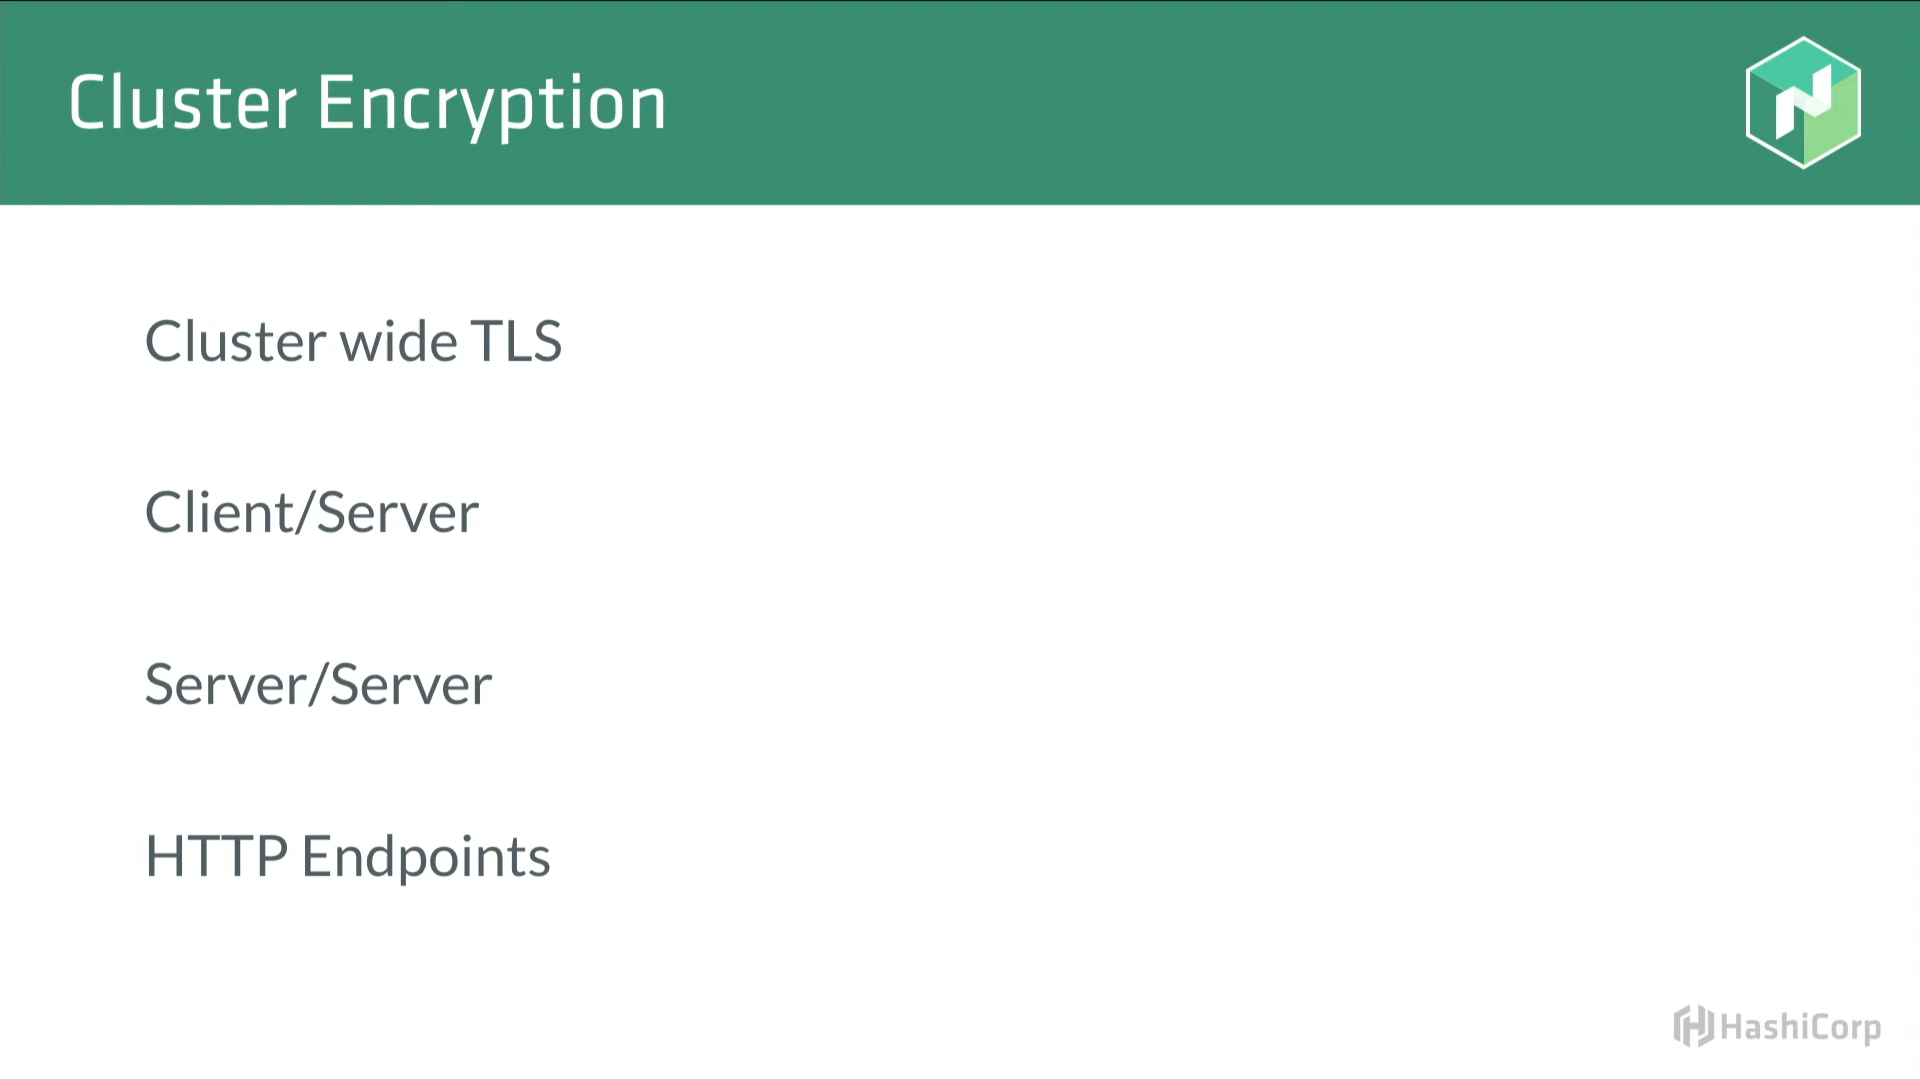 Cluster Encryption
Cluster wide TLS
Client/Server
Server/Server
HTTP Endpoints
HashiCorp